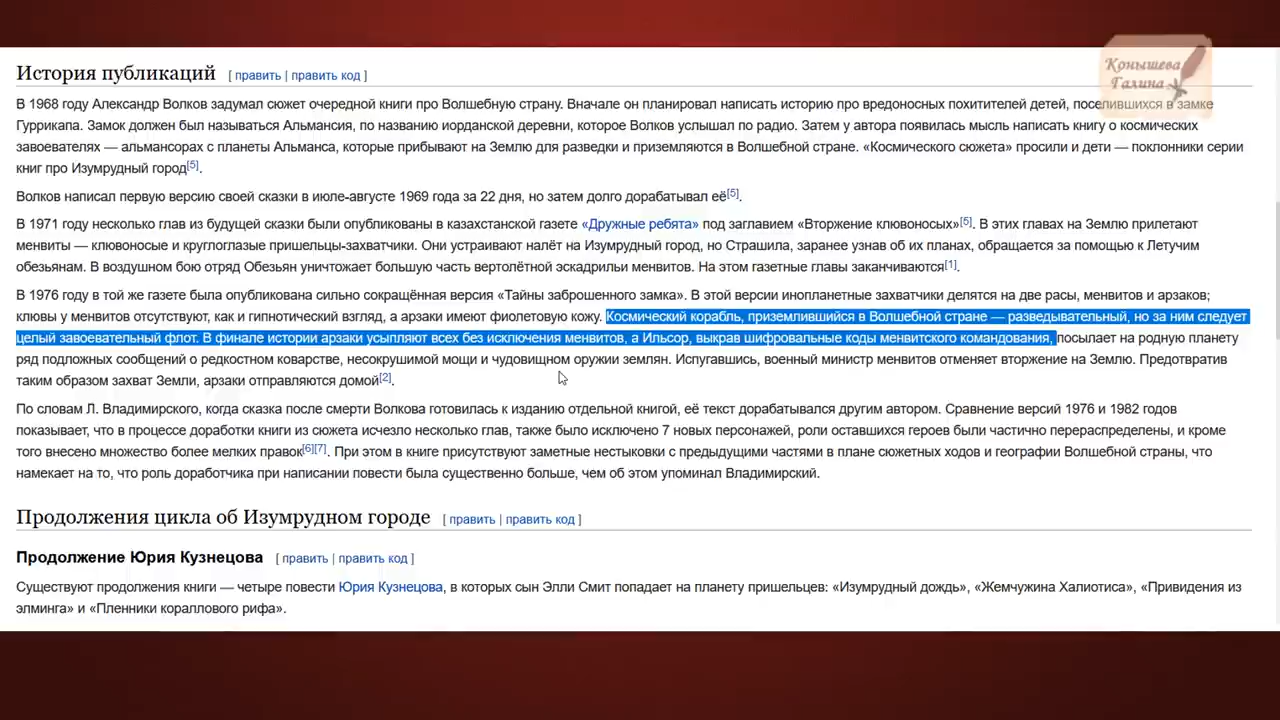 Конышева
Галина
История публикаций [ править | править код ]
В 1968 году Александр Волков задумал сюжет очередной книги про Волшебную страну. Вначале он планировал написать историю про вредоносных похитителей детей, поселившихся в замке
Гуррикапа. Замок должен был называться Альмансия, по названию иорданской деревни, которое Волков услышал по радио. Затем у автора появилась мысль написать книгу о космических
завоевателях — альмансорах с планеты Альманса, которые прибывают на Землю для разведки и приземляются в Волшебной стране. «Космического сюжета» просили и дети — поклонники серии
книг про Изумрудный город[5].
Волков написал первую версию своей сказки в июле-августе 1969 года за 22 дня, но затем долго дорабатывал её[5].
В 1971 году несколько глав из будущей сказки были опубликованы в казахстанской газете «Дружные ребята» под заглавием «Вторжение клювоносых»[5]. В этих главах на Землю прилетают
менвиты — клювоносые и круглоглазые пришельцы-захватчики. Они устраивают налёт на Изумрудный город, но Страшила, заранее узнав об их планах, обращается за помощью к Летучим
обезьянам. В воздушном бою отряд Обезьян уничтожает большую часть вертолётной эскадрильи менвитов. На этом газетные главы заканчиваются[1].
В 1976 году в той же газете была опубликована сильно сокращённая версия «Тайны заброшенного замка». В этой версии инопланетные захватчики делятся на две расы, менвитов и арзаков;
клювы у менвитов отсутствуют, как и гипнотический взгляд, а арзаки имеют фиолетовую кожу. Космический корабль, приземлившийся в Волшебной стране — разведывательный, но за ним следует
целый завоевательный флот. В финале истории арзаки усыпляют всех без исключения менвитов, а Ильсор, выкрав шифровальные коды менвитского командования, посылает на родную планету
ряд подложных сообщений о редкостном коварстве, несокрушимой мощи и чудовищном оружии землян. Испугавшись, военный министр менвитов отменяет вторжение на Землю. Предотвратив
таким образом захват Земли, арзаки отправляются домой[2].
По словам Л. Владимирского, когда сказка после смерти Волкова готовилась к изданию отдельной книгой, её текст дорабатывался другим автором. Сравнение версий 1976 и 1982 годов
показывает, что в процессе доработки книги из сюжета исчезло несколько глав, также было исключено 7 новых персонажей, роли оставшихся героев были частично перераспределены, и кроме
того внесено множество более мелких правок[6][7]. При этом в книге присутствуют заметные нестыковки с предыдущими частями в плане сюжетных ходов и географии Волшебной страны, что
намекает на то, что роль доработчика при написании повести была существенно больше, чем об этом упоминал Владимирский.
Продолжения цикла об Изумрудном городе [ править | править код ]
Продолжение Юрия Кузнецова [ править | править код ]
Существуют продолжения книги — четыре повести Юрия Кузнецова, в которых сын Элли Смит попадает на планету пришельцев: «Изумрудный дождь», «Жемчужина Халиотиса», «Привидения из
элминга» и «Пленники кораллового рифа».